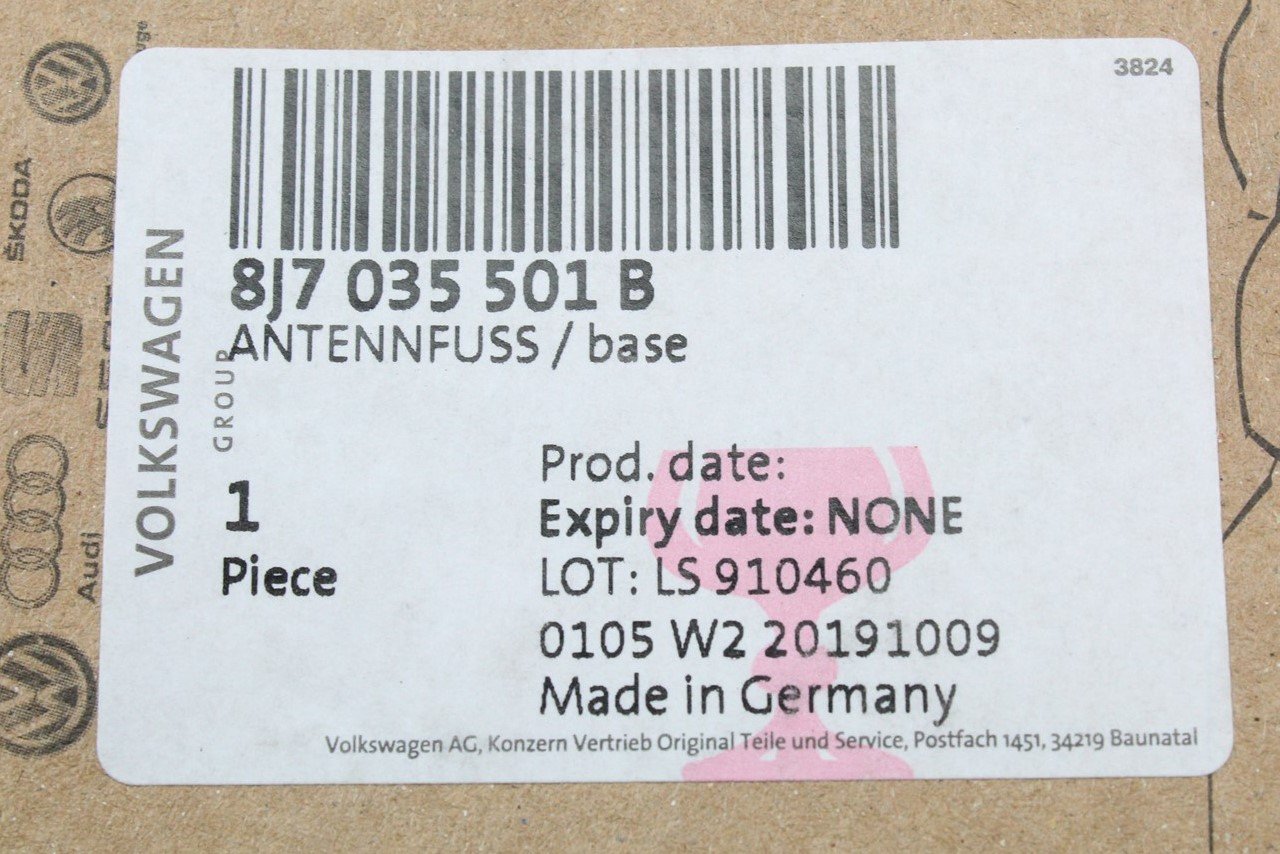 3824
8J7 035 501 B
ANTENNFUSS / base
VOLKSWAGEN
GROUP
1
Piece
Prod. date:
Expiry date: NONE
LOT: LS 910460
0105 W2 20191009
Made in Germany
Volkswagen AG, Konzern Vertrieb Original Teile und Service, Postfach 1451, 34219 Baunatal
ŠKODA
Audi